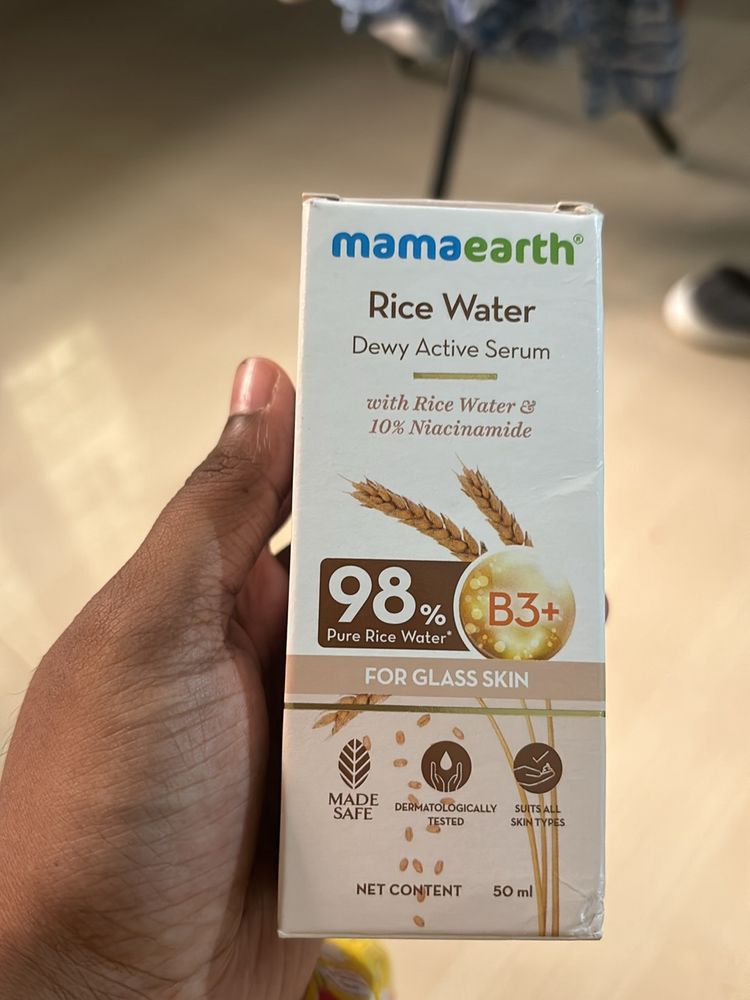 mamaearth®
Rice Water
Dewy Active Serum
with Rice Water &
10% Niacinamide
98%
Pure Rice Water*
B3+
FOR GLASS SKIN
MADE
SAFE
DERMATOLOGICALLY
TESTED
SUITS ALL
SKIN TYPES
NET CONTENT 50 ml